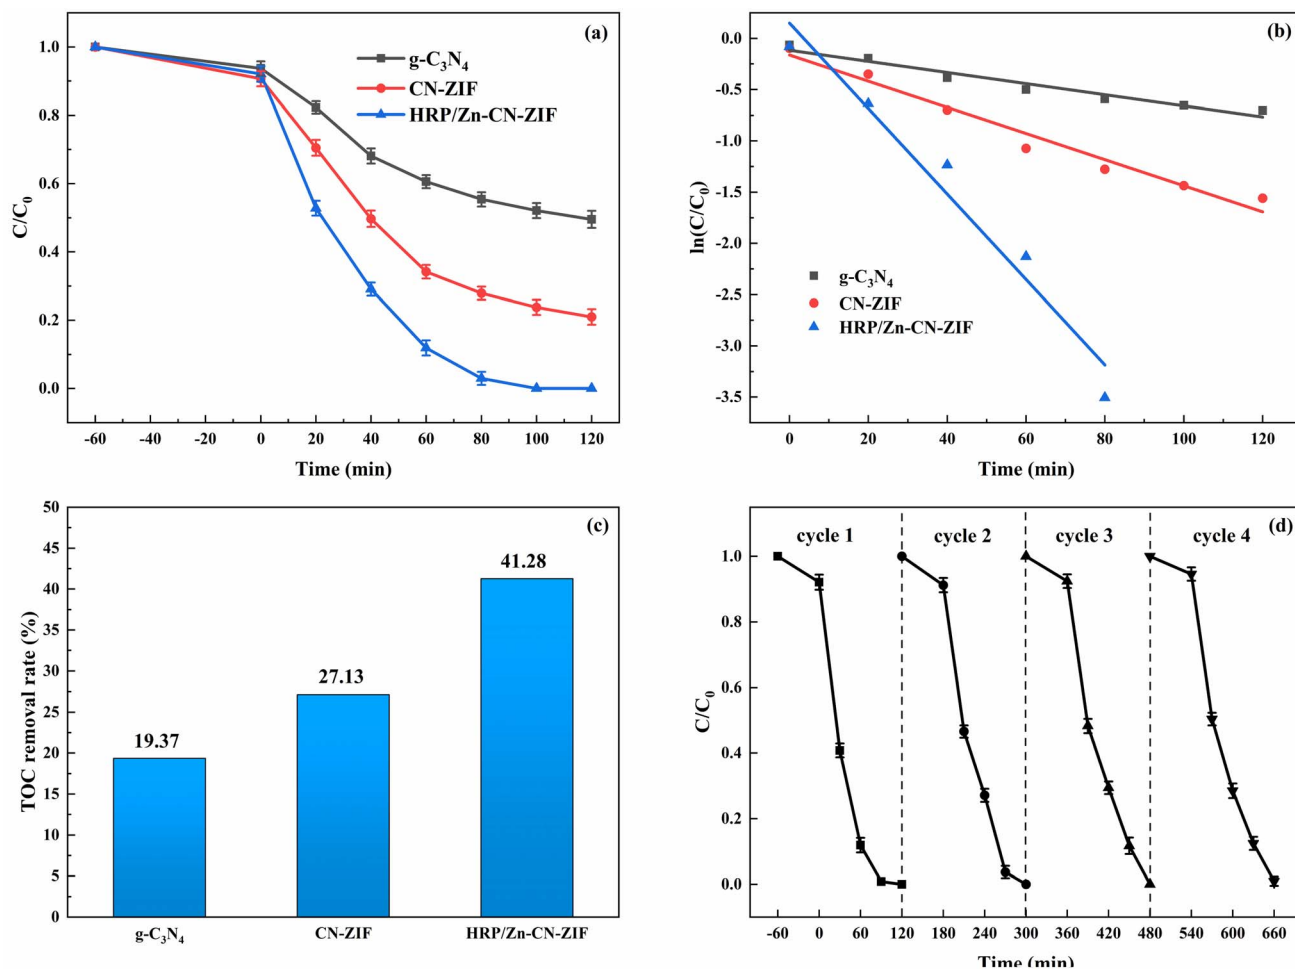 (a)
g-C₃N₄
CN-ZIF
HRP/Zn-CN-ZIF
C/C₀
1.0
0.8
0.6
0.4
0.2
0.0
-60 -40 -20 0 20 40 60 80 100 120
Time (min)
(b)
ln(C/C₀)
0.0
-0.5
-1.0
-1.5
-2.0
-2.5
-3.0
-3.5
g-C₃N₄
CN-ZIF
HRP/Zn-CN-ZIF
0 20 40 60 80 100 120
Time (min)
(c)
TOC removal rate (%)
50
45
40
35
30
25
20
15
10
5
0
19.37
27.13
41.28
g-C₃N₄ CN-ZIF HRP/Zn-CN-ZIF
(d)
cycle 1 cycle 2 cycle 3 cycle 4
C/C₀
1.0
0.8
0.6
0.4
0.2
0.0
-60 0 60 120 180 240 300 360 420 480 540 600 660
Time (min)